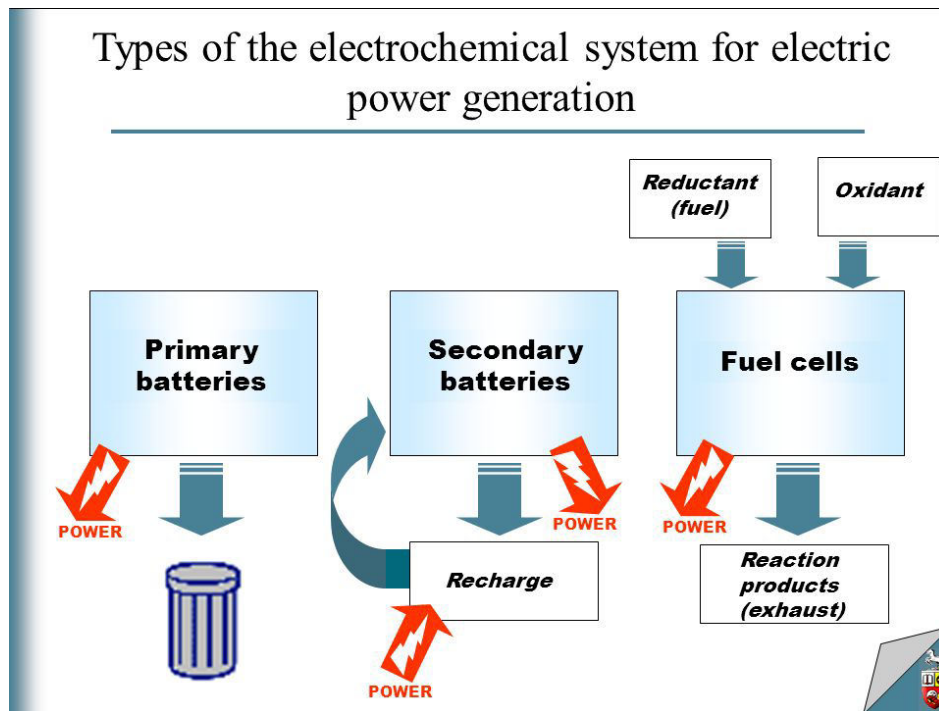 Types of the electrochemical system for electric
power generation
Reductant
(fuel)
Oxidant
Primary
batteries
Secondary
batteries
Fuel cells
POWER
POWER
POWER
Recharge
Reaction
products
(exhaust)
POWER